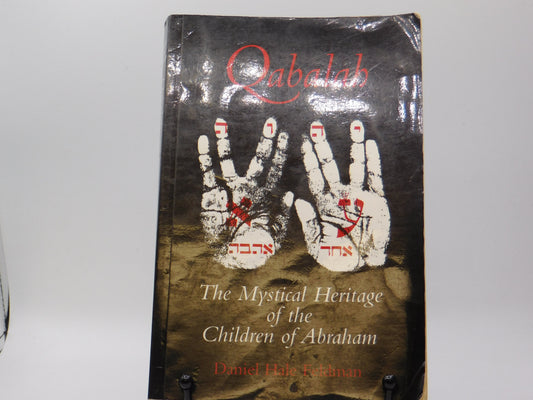 Qabalah
י ה ו ה
ע א
אחד אהבה
The Mystical Heritage
of the
Children of Abraham
Daniel Hale Feldman